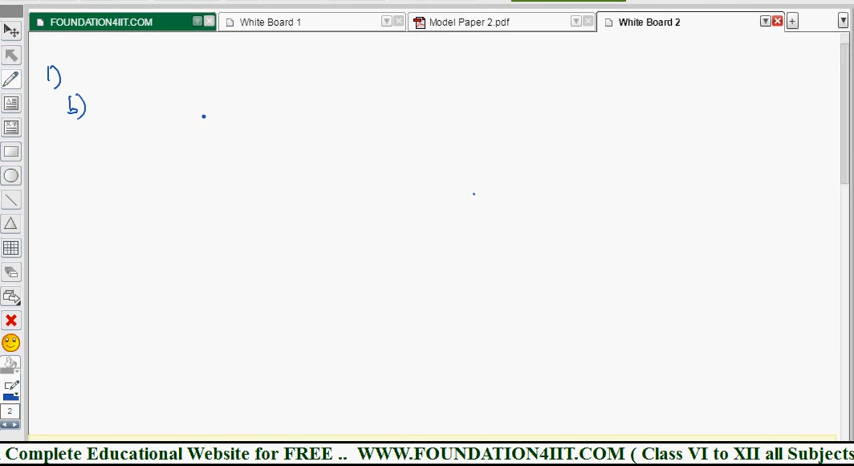 FOUNDATION4IIT.COM
White Board 1
Model Paper 2.pdf
White Board 2
1)
b)
2
Complete Educational Website for FREE .. WWW.FOUNDATION4IIT.COM ( Class VI to XII all Subjects